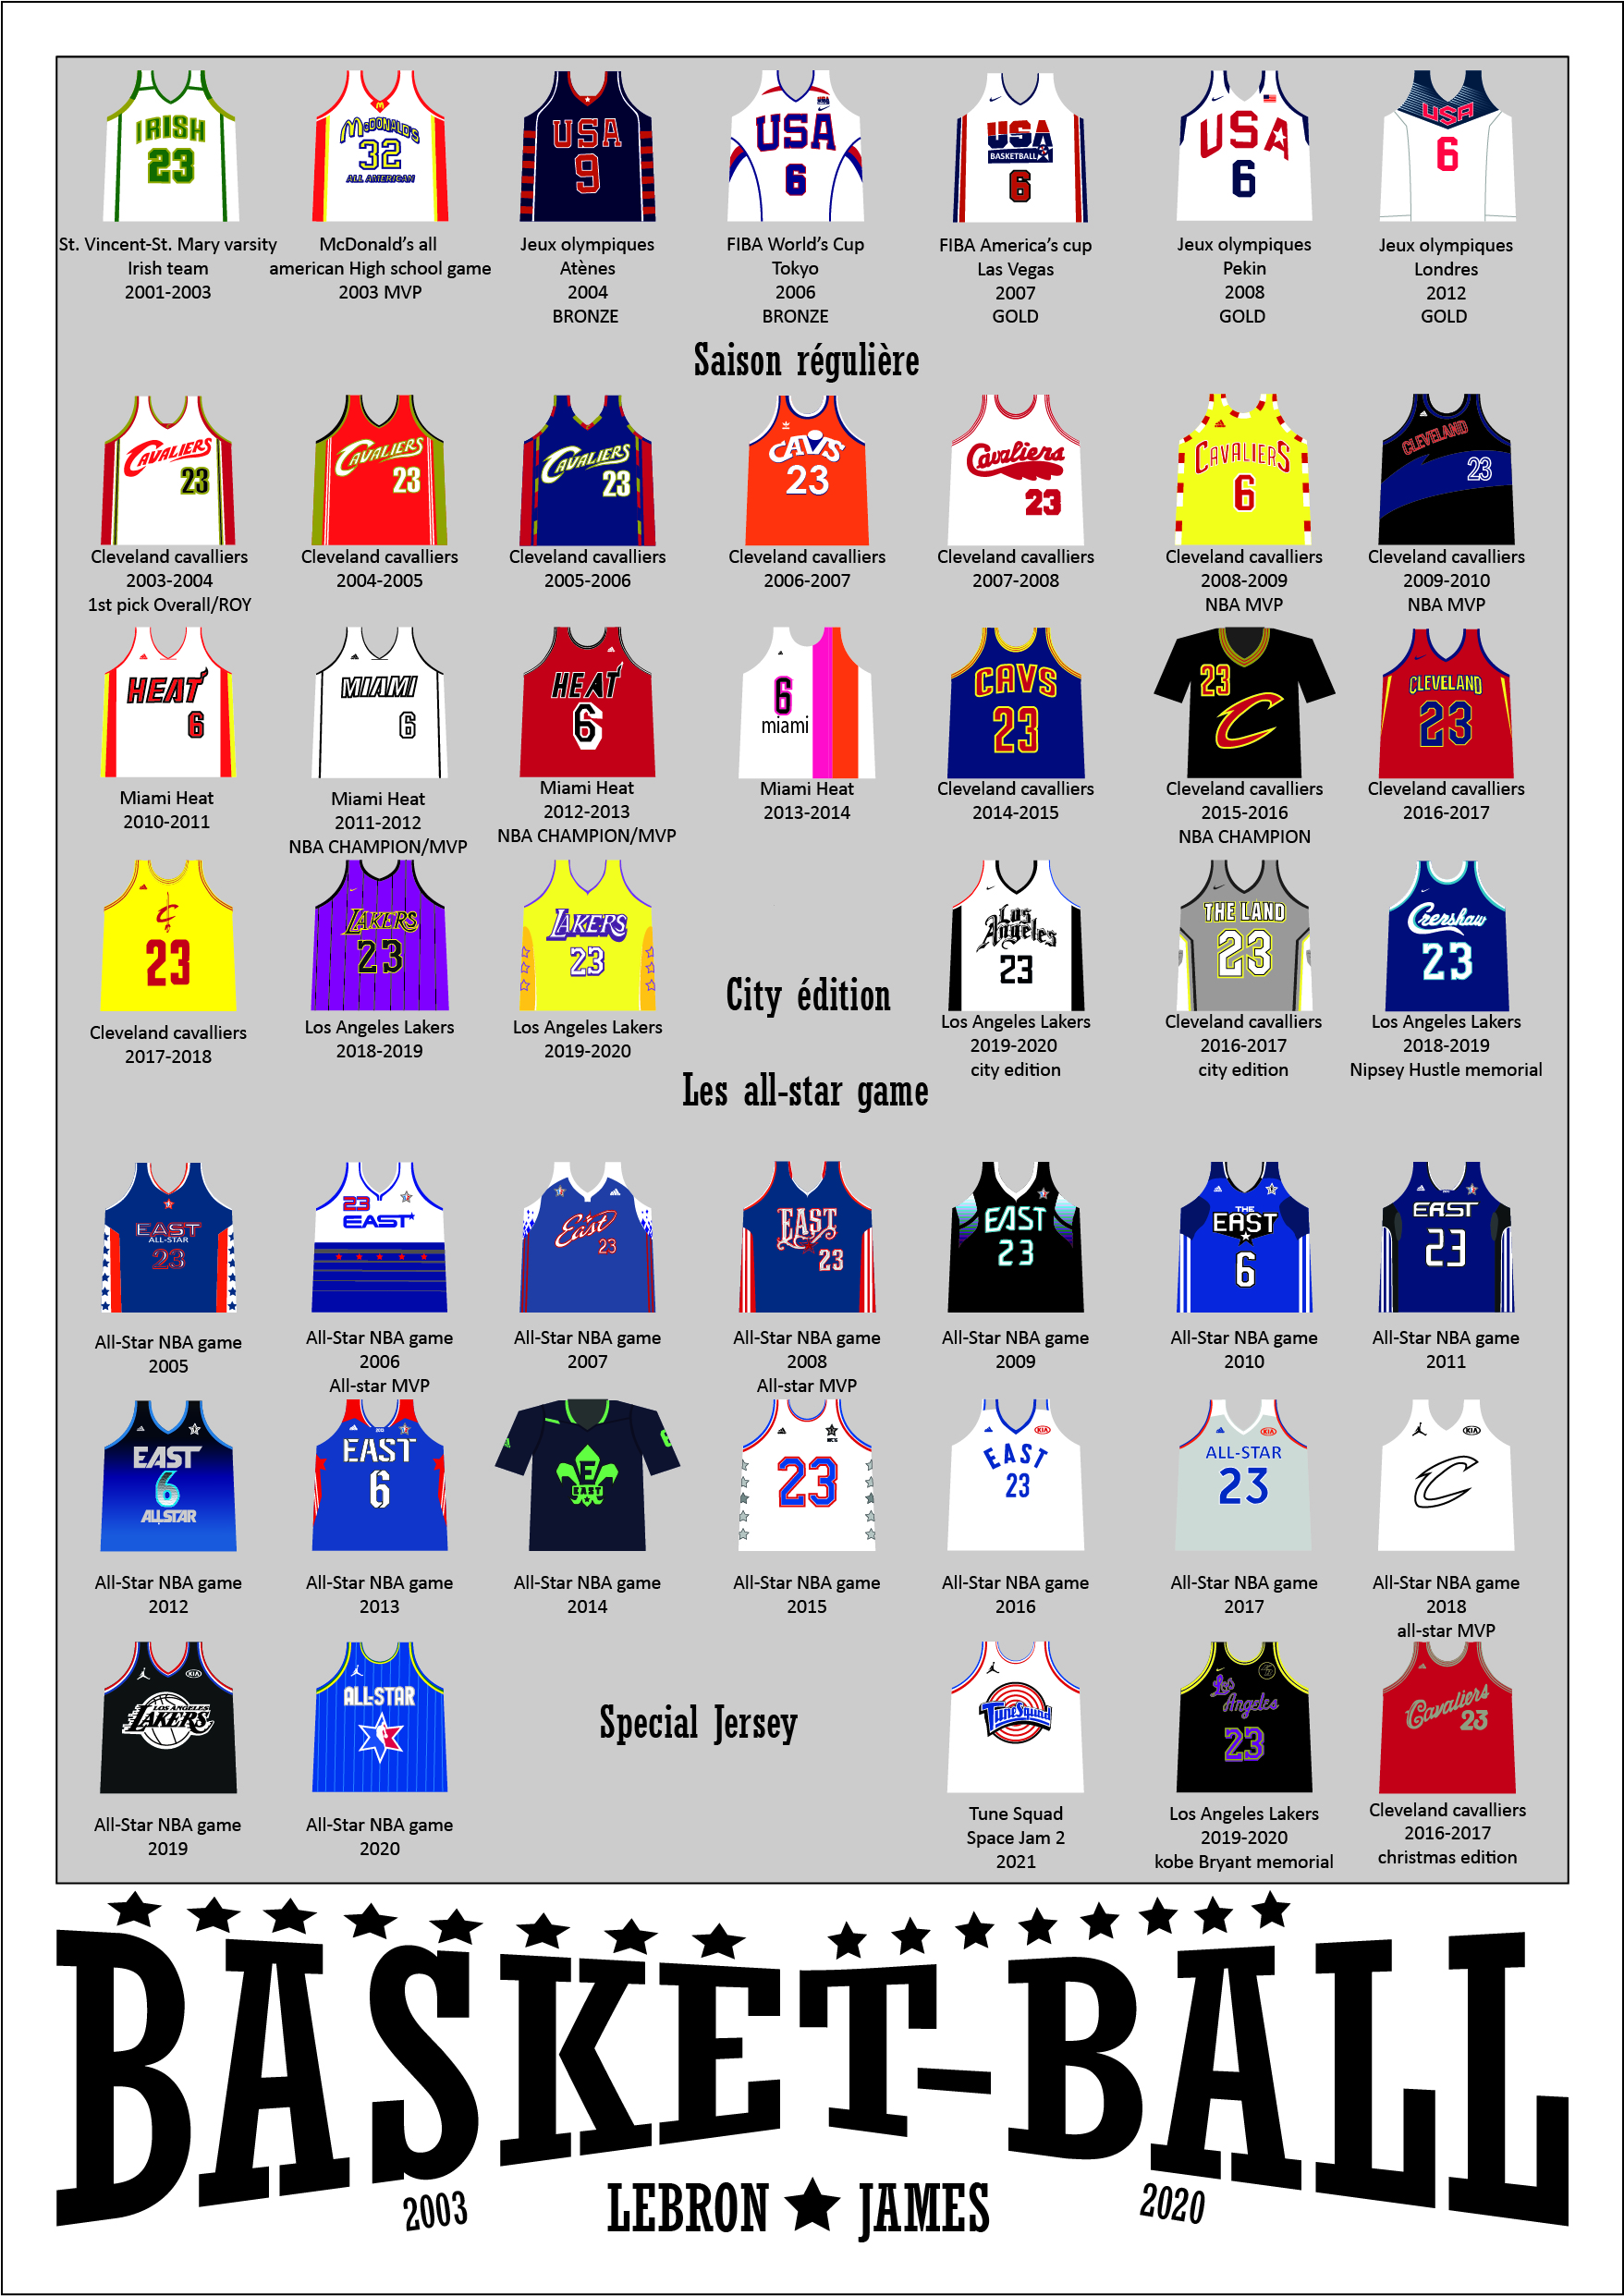 IRISH
23
McDONALD'S
32
ALL AMERICAN
USA
9
USA
6
USA
BASKETBALL
6
USA
6
USA
6
St. Vincent-St. Mary varsity
Irish team
2001-2003
McDonald's all
american High school game
2003 MVP
Jeux olympiques
Atènes
2004
BRONZE
FIBA World's Cup
Tokyo
2006
BRONZE
FIBA America's cup
Las Vegas
2007
GOLD
Jeux olympiques
Pekin
2008
GOLD
Jeux olympiques
Londres
2012
GOLD
Saison régulière
CAVALIERS
23
CAVALIERS
23
CAVALIERS
23
CAVS
23
Cavaliers
23
CAVALIERS
6
CLEVELAND
23
Cleveland cavalliers
2003-2004
1st pick Overall/ROY
Cleveland cavalliers
2004-2005
Cleveland cavalliers
2005-2006
Cleveland cavalliers
2006-2007
Cleveland cavalliers
2007-2008
Cleveland cavalliers
2008-2009
NBA MVP
Cleveland cavalliers
2009-2010
NBA MVP
HEAT
6
MIAMI
6
HEAT
6
6
miami
CAVS
23
23
C
CLEVELAND
23
Miami Heat
2010-2011
Miami Heat
2011-2012
NBA CHAMPION/MVP
Miami Heat
2012-2013
NBA CHAMPION/MVP
Miami Heat
2013-2014
Cleveland cavalliers
2014-2015
Cleveland cavalliers
2015-2016
NBA CHAMPION
Cleveland cavalliers
2016-2017
C
23
LAKERS
23
LAKERS
23
City édition
Los
Angeles
23
THE LAND
23
Crenshaw
23
Cleveland cavalliers
2017-2018
Los Angeles Lakers
2018-2019
Los Angeles Lakers
2019-2020
Los Angeles Lakers
2019-2020
city edition
Cleveland cavalliers
2016-2017
city edition
Los Angeles Lakers
2018-2019
Nipsey Hustle memorial
Les all-star game
EAST
ALL-STAR
23
23
EAST
East
23
EAST
23
EAST
23
THE
EAST
6
EAST
23
All-Star NBA game
2005
All-Star NBA game
2006
All-star MVP
All-Star NBA game
2007
All-Star NBA game
2008
All-star MVP
All-Star NBA game
2009
All-Star NBA game
2010
All-Star NBA game
2011
EAST
6
ALLSTAR
EAST
6
E
EAST
6
23
KIA
EAST
23
KIA
ALL-STAR
23
KIA
C
All-Star NBA game
2012
All-Star NBA game
2013
All-Star NBA game
2014
All-Star NBA game
2015
All-Star NBA game
2016
All-Star NBA game
2017
All-Star NBA game
2018
all-star MVP
KIA
LOS ANGELES
LAKERS
ALL-STAR
Special Jersey
TuneSquad
Los
Angeles
23
Cavaliers
23
All-Star NBA game
2019
All-Star NBA game
2020
Tune Squad
Space Jam 2
2021
Los Angeles Lakers
2019-2020
kobe Bryant memorial
Cleveland cavalliers
2016-2017
christmas edition
BASKET-BALL
2003
LEBRON ★ JAMES
2020